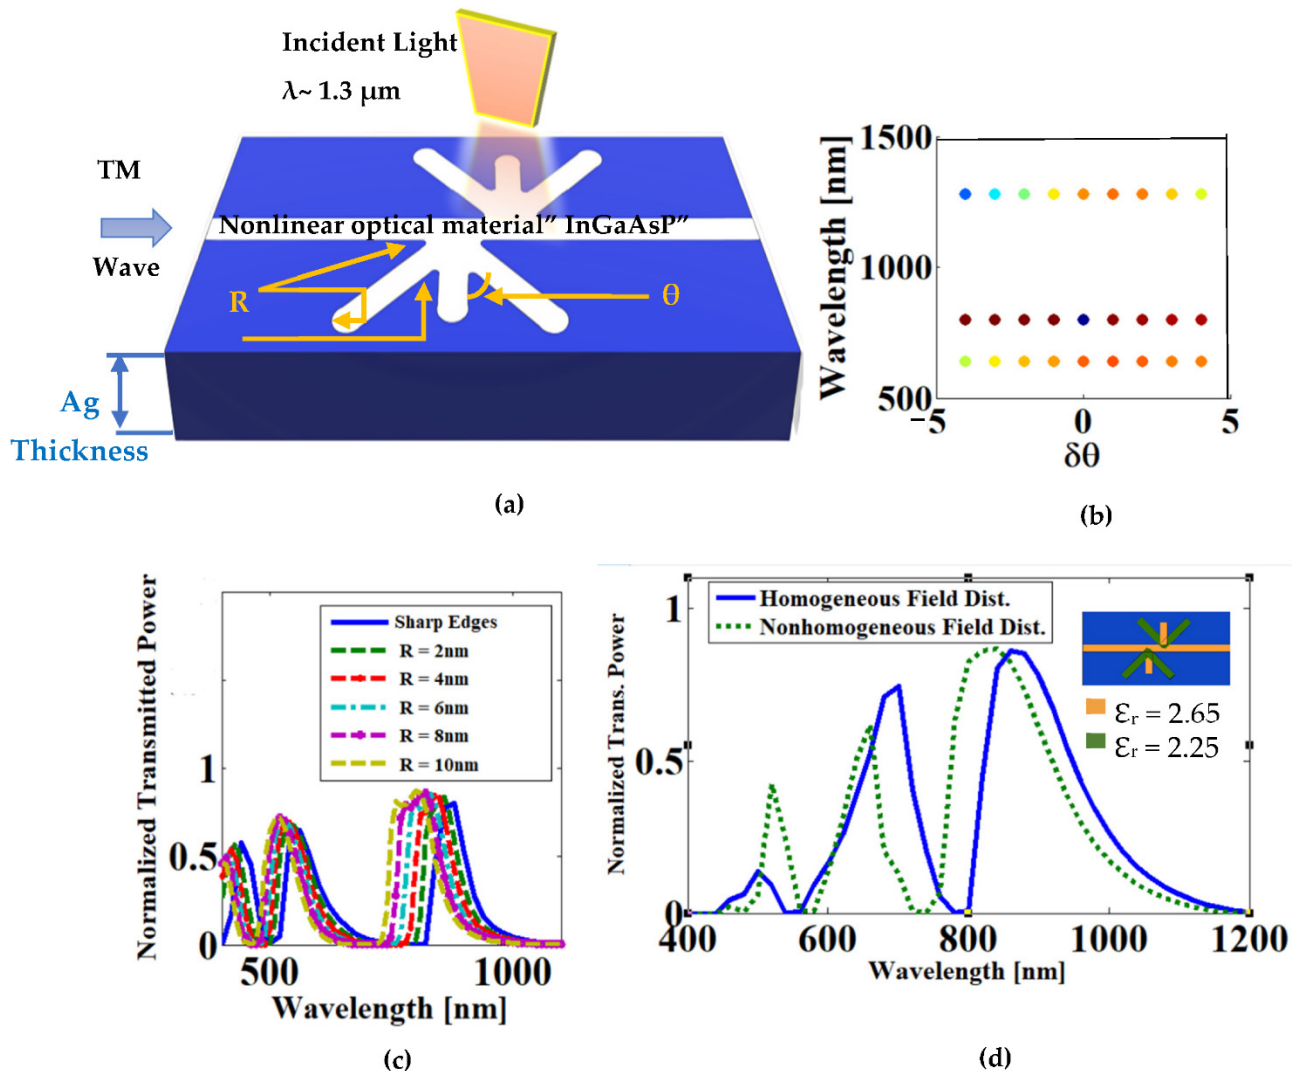 Incident Light
λ~ 1.3 µm
TM
Wave
Nonlinear optical material” InGaAsP”
R
θ
Ag
Thickness
(a)
Wavelength [nm]
1500
1000
500
−5
0
5
δθ
(b)
Normalized Transmitted Power
1
0.5
0
Sharp Edges
R = 2nm
R = 4nm
R = 6nm
R = 8nm
R = 10nm
500
1000
Wavelength [nm]
(c)
Normalized Trans. Power
1
0.5
0
Homogeneous Field Dist.
Nonhomogeneous Field Dist.
Ɛr = 2.65
Ɛr = 2.25
400
600
800
1000
1200
Wavelength [nm]
(d)